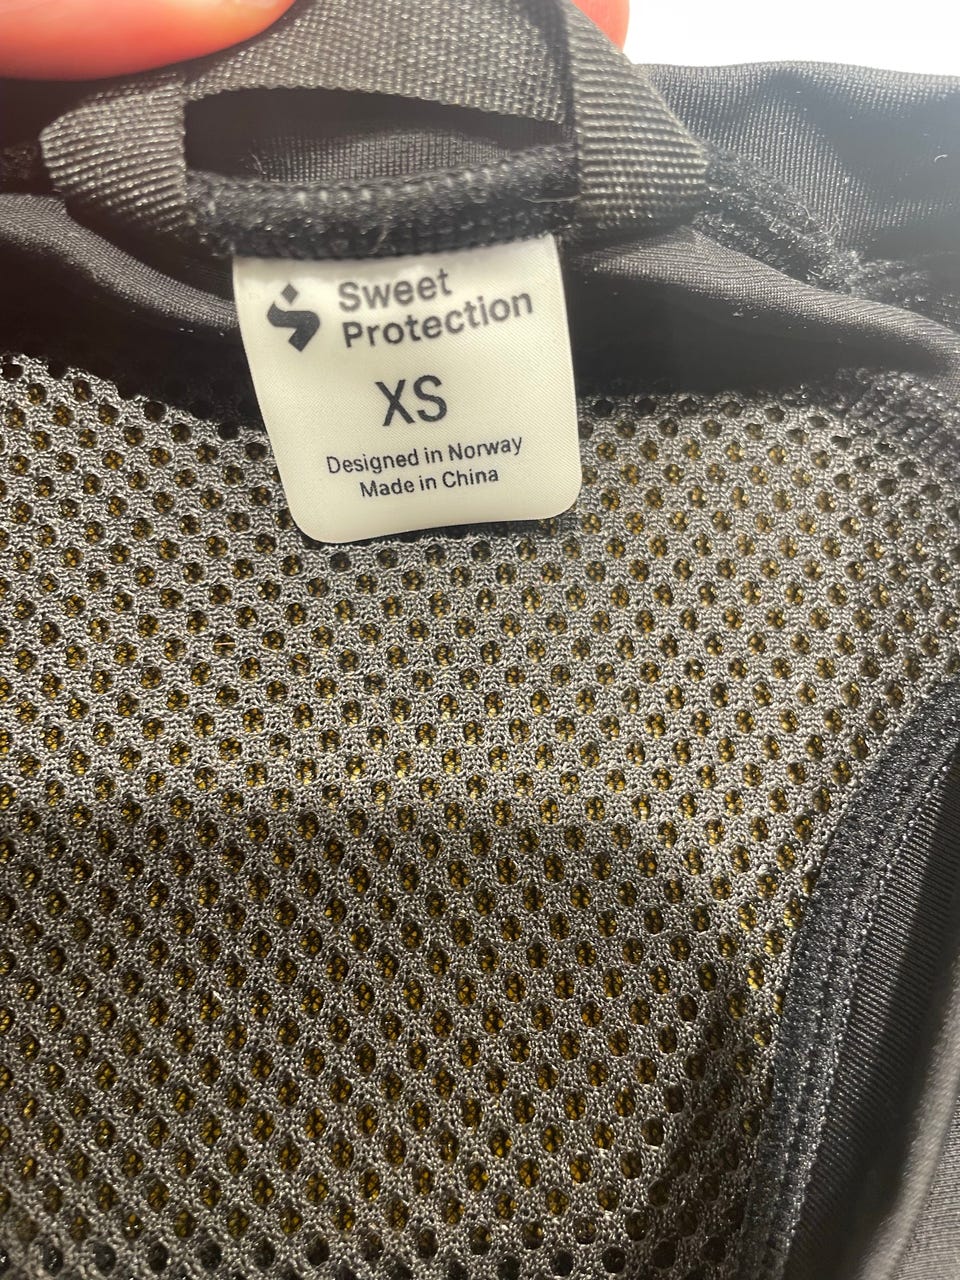 Sweet
Protection
XS
Designed in Norway
Made in China